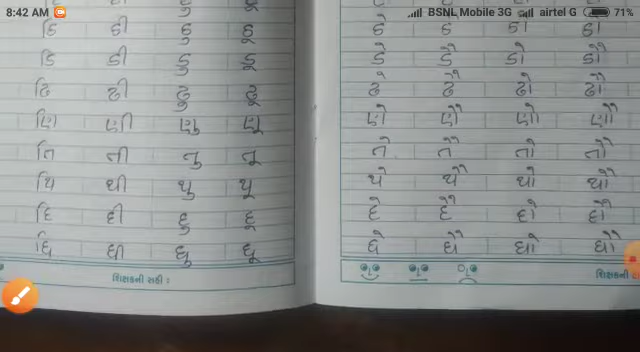 8:42 AM
BSNL Mobile 3G airtel G 71%
ડિ ડી ડુ ડૂ
ઢિ ઢી ઢુ ઢૂ
ણિ ણી ણુ ણૂ
તિ તી તુ તૂ
થિ થી થુ થૂ
દિ દી દુ દૂ
ધિ ધી ધુ ધૂ
શિક્ષકની સહી :
ડે ડૈ ડો ડૌ
ઢે ઢૈ ઢો ઢૌ
ણે ણૈ ણો ણૌ
તે તૈ તો તૌ
થે થૈ થો થૌ
દે દૈ દો દૌ
ધે ધૈ ધો ધૌ
શિક્ષકની